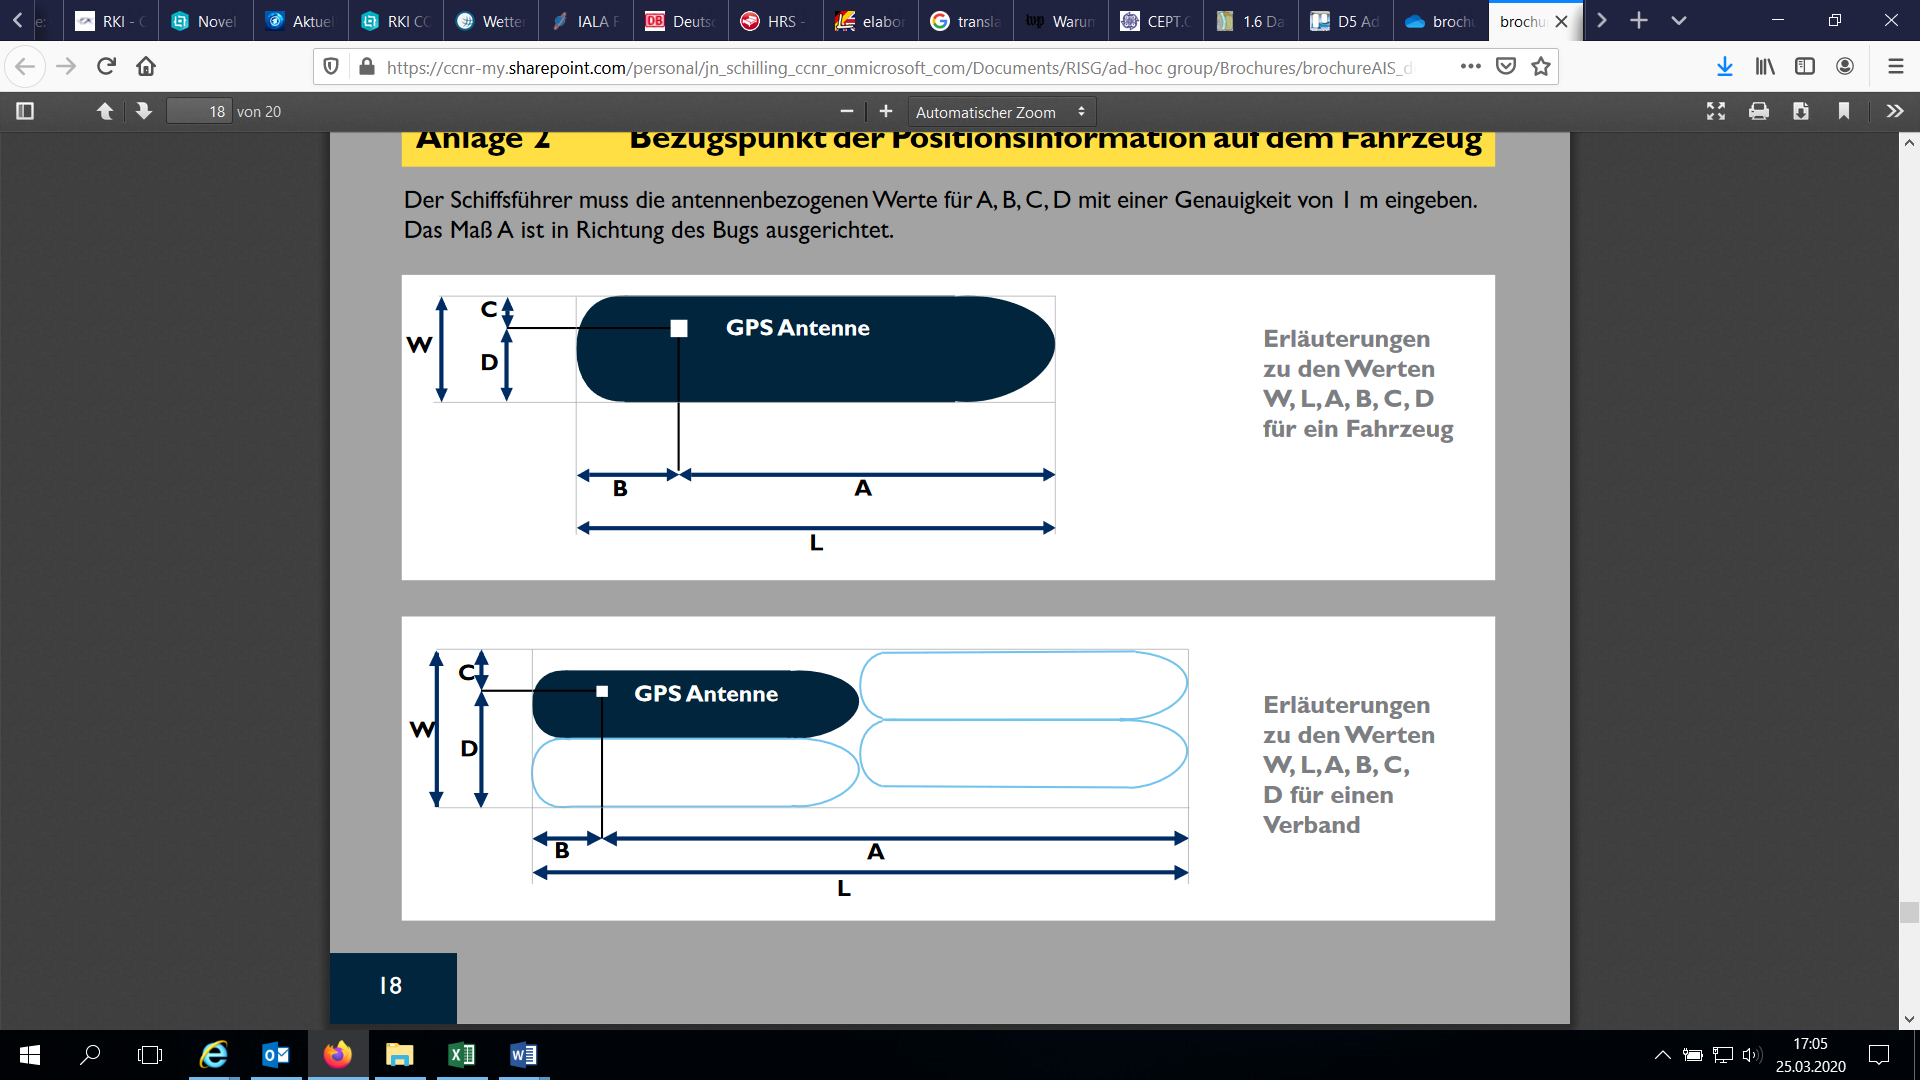 e:
RKI - C
Novel
Aktuel
RKI CC
Wetter
IALA F
DB
Deutsc
HRS -
elabor
transla
wp
Warun
CEPT.C
1.6 Da
D5 Ad
brochu
brochu
https://ccnr-my.sharepoint.com/personal/jn_schilling_ccnr_onmicrosoft_com/Documents/RISG/ad-hoc group/Brochures/brochureAIS_d
18 von 20
Automatischer Zoom
Anlage 2 Bezugspunkt der Positionsinformation auf dem Fahrzeug
Der Schiffsführer muss die antennenbezogenen Werte für A, B, C, D mit einer Genauigkeit von 1 m eingeben.
Das Maß A ist in Richtung des Bugs ausgerichtet.
C
W
D
GPS Antenne
B
A
L
Erläuterungen
zu den Werten
W, L, A, B, C, D
für ein Fahrzeug
C
W
D
GPS Antenne
B
A
L
Erläuterungen
zu den Werten
W, L, A, B, C,
D für einen
Verband
18
17:05
25.03.2020